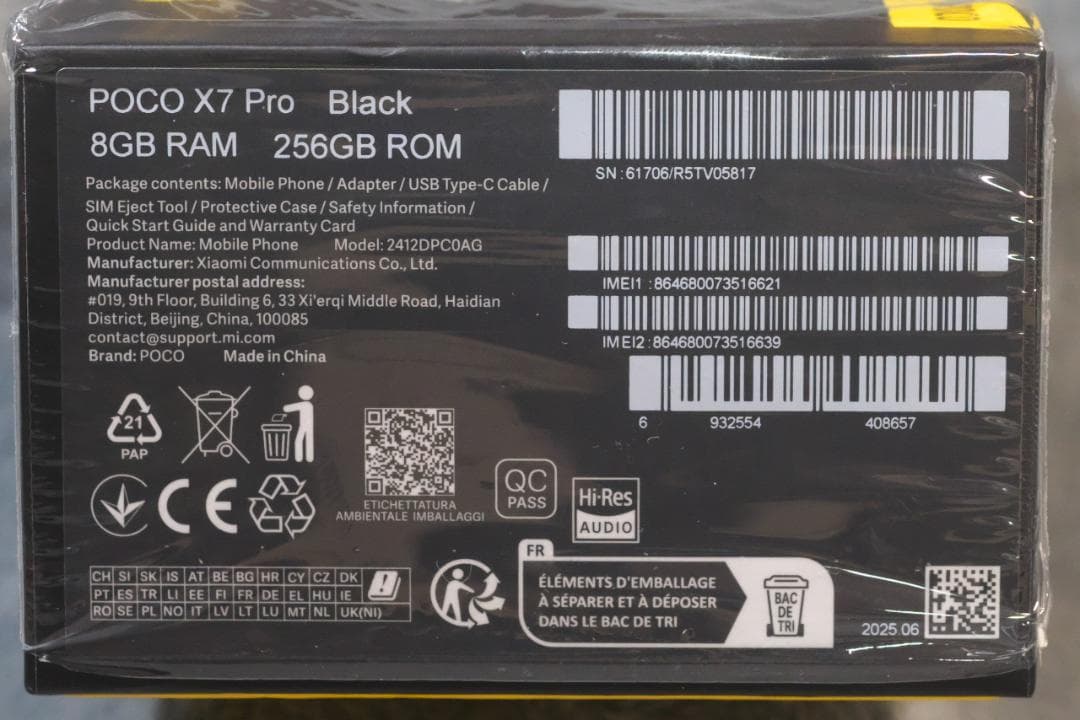 POCO X7 Pro Black
8GB RAM 256GB ROM
Package contents: Mobile Phone / Adapter / USB Type-C Cable /
SIM Eject Tool / Protective Case / Safety Information /
Quick Start Guide and Warranty Card
Product Name: Mobile Phone Model: 2412DPC0AG
Manufacturer: Xiaomi Communications Co., Ltd.
Manufacturer postal address:
#019, 9th Floor, Building 6, 33 Xi'erqi Middle Road, Haidian
District, Beijing, China, 100085
contact@support.mi.com
Brand: POCO Made in China
SN : 61706/R5TV05817
IMEI1 : 864680073516621
IMEI2 : 864680073516639
6 932554 408657
21
PAP
CE
ETICHETTATURA
AMBIENTALE IMBALLAGGI
QC
PASS
Hi-Res
AUDIO
CH SI SK IS AT BE BG HR CY CZ DK
PT ES TR LI EE FI FR DE EL HU IE
RO SE PL NO IT LV LT LU MT NL UK(NI)
FR
ÉLÉMENTS D'EMBALLAGE
À SÉPARER ET À DÉPOSER
DANS LE BAC DE TRI
BAC
DE
TRI
2025 06